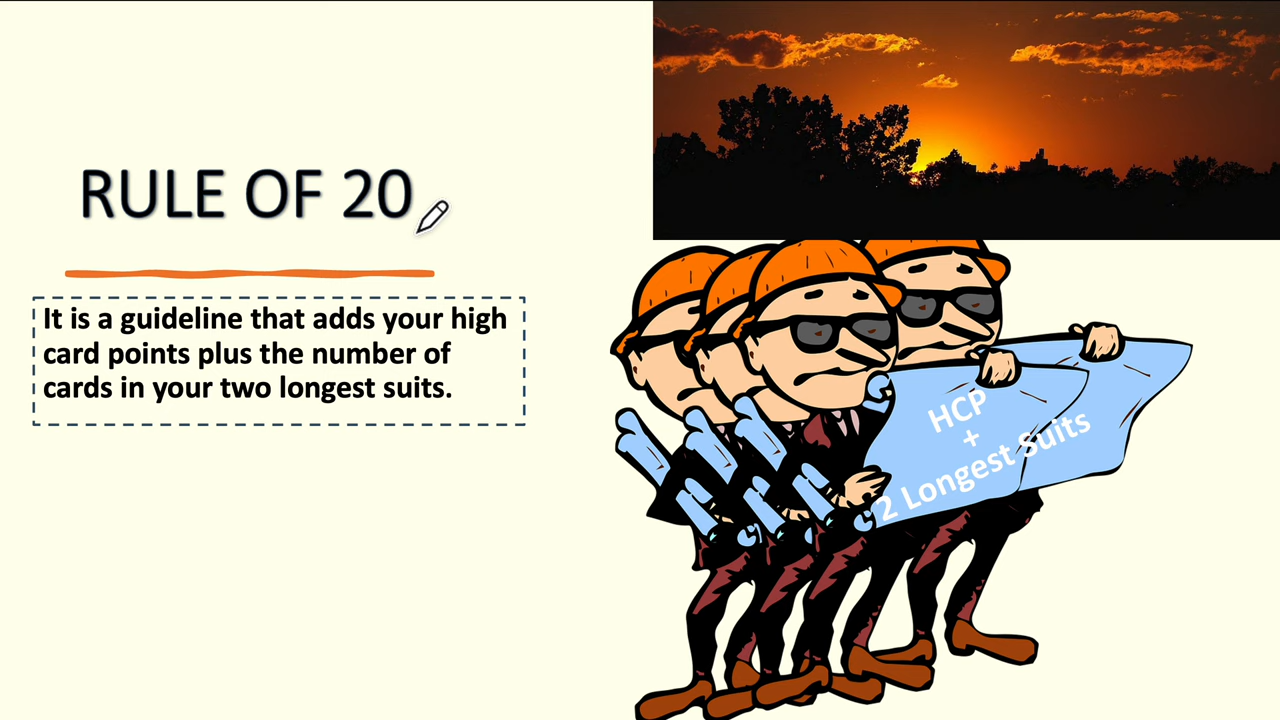 RULE OF 20
It is a guideline that adds your high
card points plus the number of
cards in your two longest suits.
HCP
+
2 Longest Suits